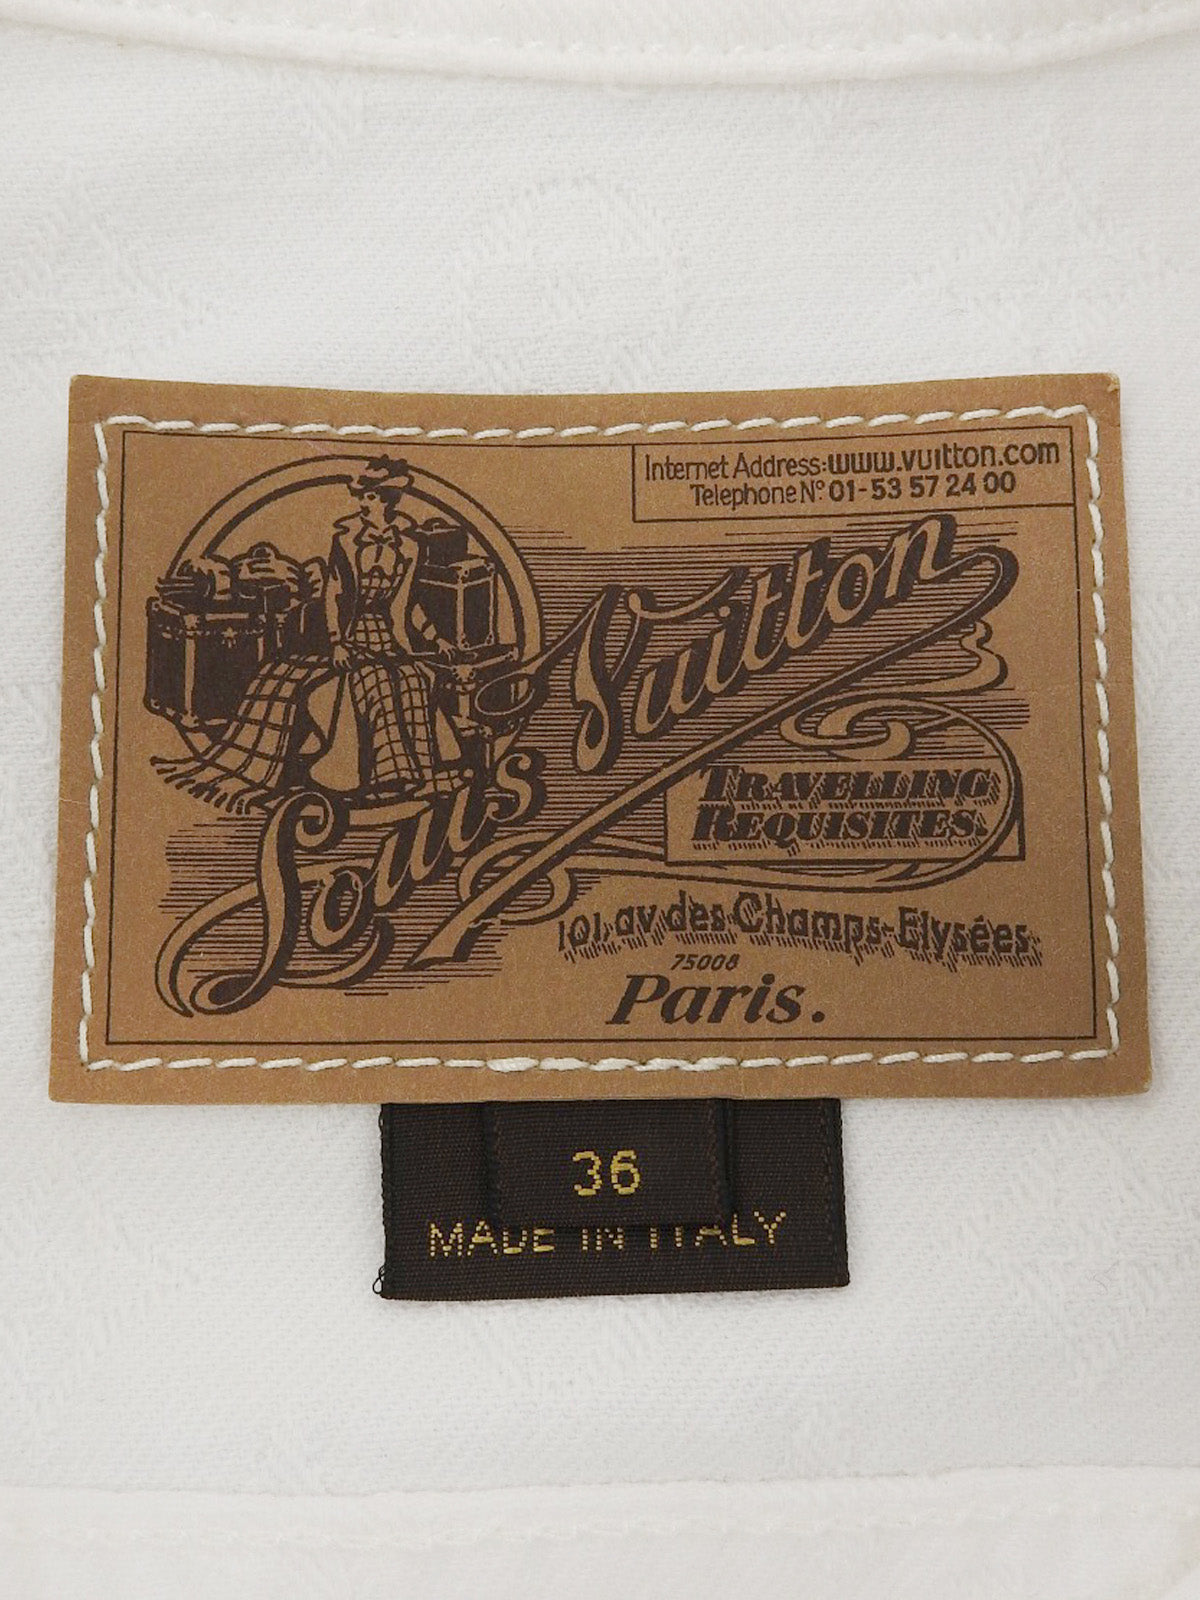 Internet Address:www.vuitton.com
Telephone Nº 01-53 57 24 00
Louis Vuitton
TRAVELLING
REQUISITES.
101, av des Champs-Elysées
75008
Paris.
36
MADE IN ITALY